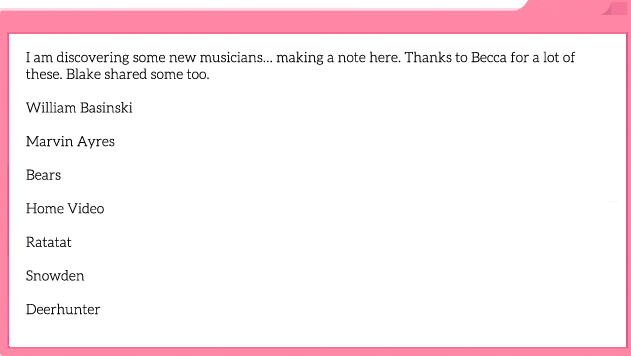 I am discovering some new musicians... making a note here. Thanks to Becca for a lot of
these. Blake shared some too.
William Basinski
Marvin Ayres
Bears
Home Video
Ratatat
Snowden
Deerhunter